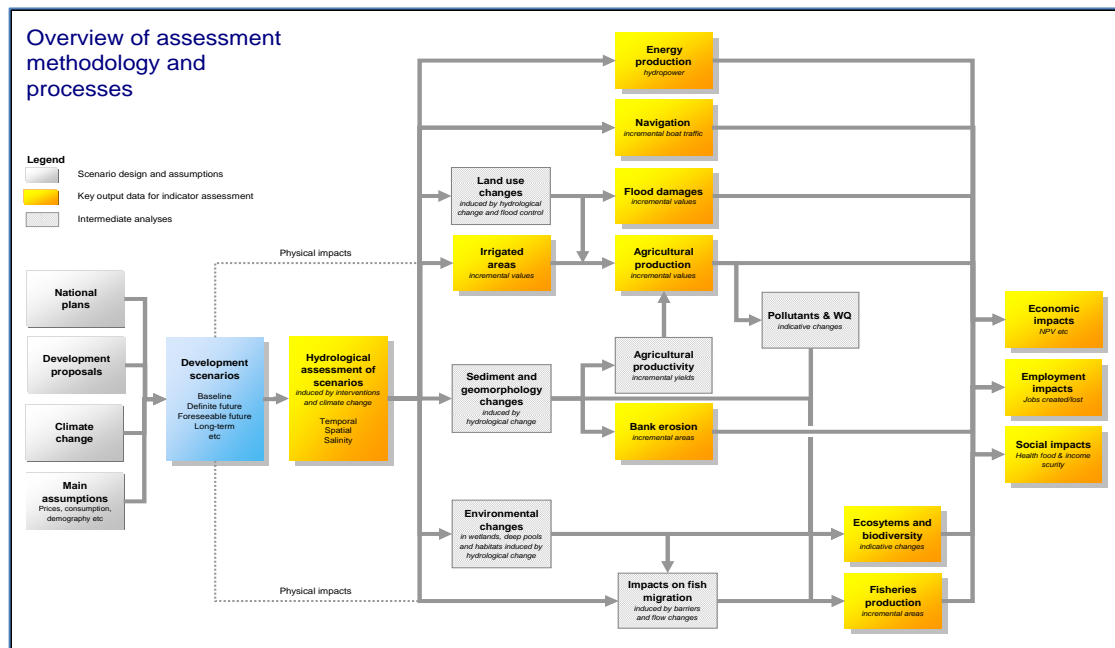 Overview of assessment
methodology and
processes
Legend
Scenario design and assumptions
Key output data for indicator assessment
Intermediate analyses
National
plans
Development
proposals
Climate
change
Main
assumptions
Prices, consumption,
demography etc
Physical impacts
Development
scenarios
Baseline
Definite future
Foreseeable future
Long-term
etc
Physical impacts
Hydrological
assessment of
scenarios
induced by interventions
and climate change
Temporal
Spatial
Salinity
Land use
changes
induced by hydrological
change and flood control
Irrigated
areas
incremental values
Sediment and
geomorphology
changes
induced by
hydrological change
Environmental
changes
in wetlands, deep pools
and habitats induced by
hydrological change
Energy
production
hydropower
Navigation
incremental boat traffic
Flood damages
incremental values
Agricultural
production
incremental values
Agricultural
productivity
incremental yields
Bank erosion
incremental areas
Impacts on fish
migration
induced by barriers
and flow changes
Pollutants & WQ
indicative changes
Ecosytems and
biodiversity
indicative changes
Fisheries
production
incremental areas
Economic
impacts
NPV etc
Employment
impacts
Jobs created/lost
Social impacts
Health food & income
scurity